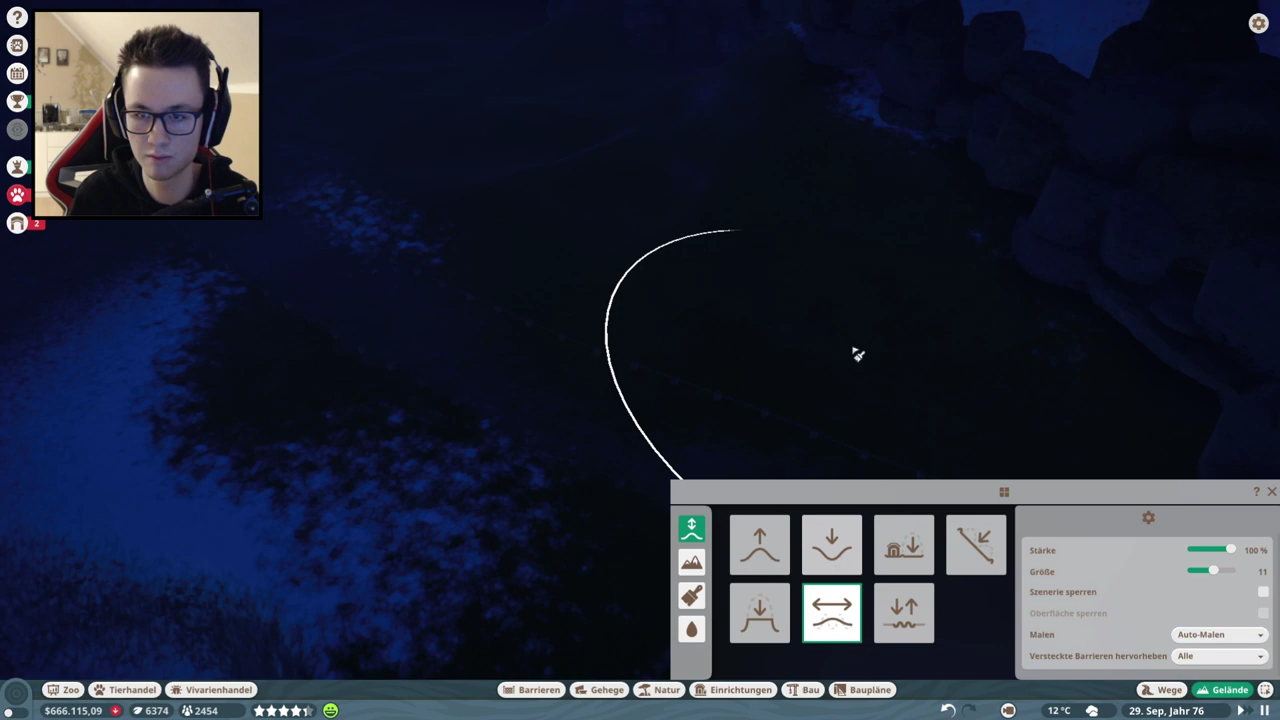 ?
2
? ×
Stärke 100 %
Größe 11
Szenerie sperren
Oberfläche sperren
Malen Auto-Malen
Versteckte Barrieren hervorheben Alle
Zoo Tierhandel Vivarienhandel Barrieren Gehege Natur Einrichtungen Bau Baupläne Wege Gelände
$666.115,09 6374 2454 12 °C 29. Sep, Jahr 76